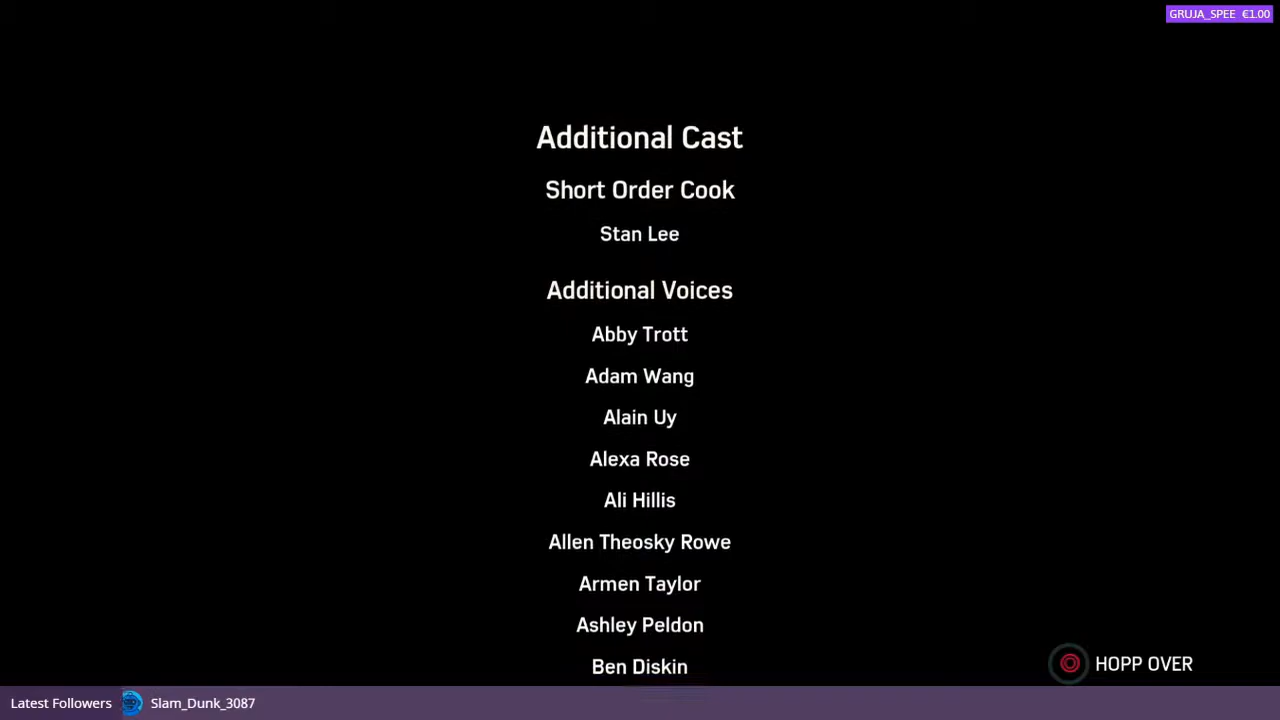 GRUJA_SPEE €1.00
Additional Cast
Short Order Cook
Stan Lee
Additional Voices
Abby Trott
Adam Wang
Alain Uy
Alexa Rose
Ali Hillis
Allen Theosky Rowe
Armen Taylor
Ashley Peldon
Ben Diskin
HOPP OVER
Latest Followers Slam_Dunk_3087